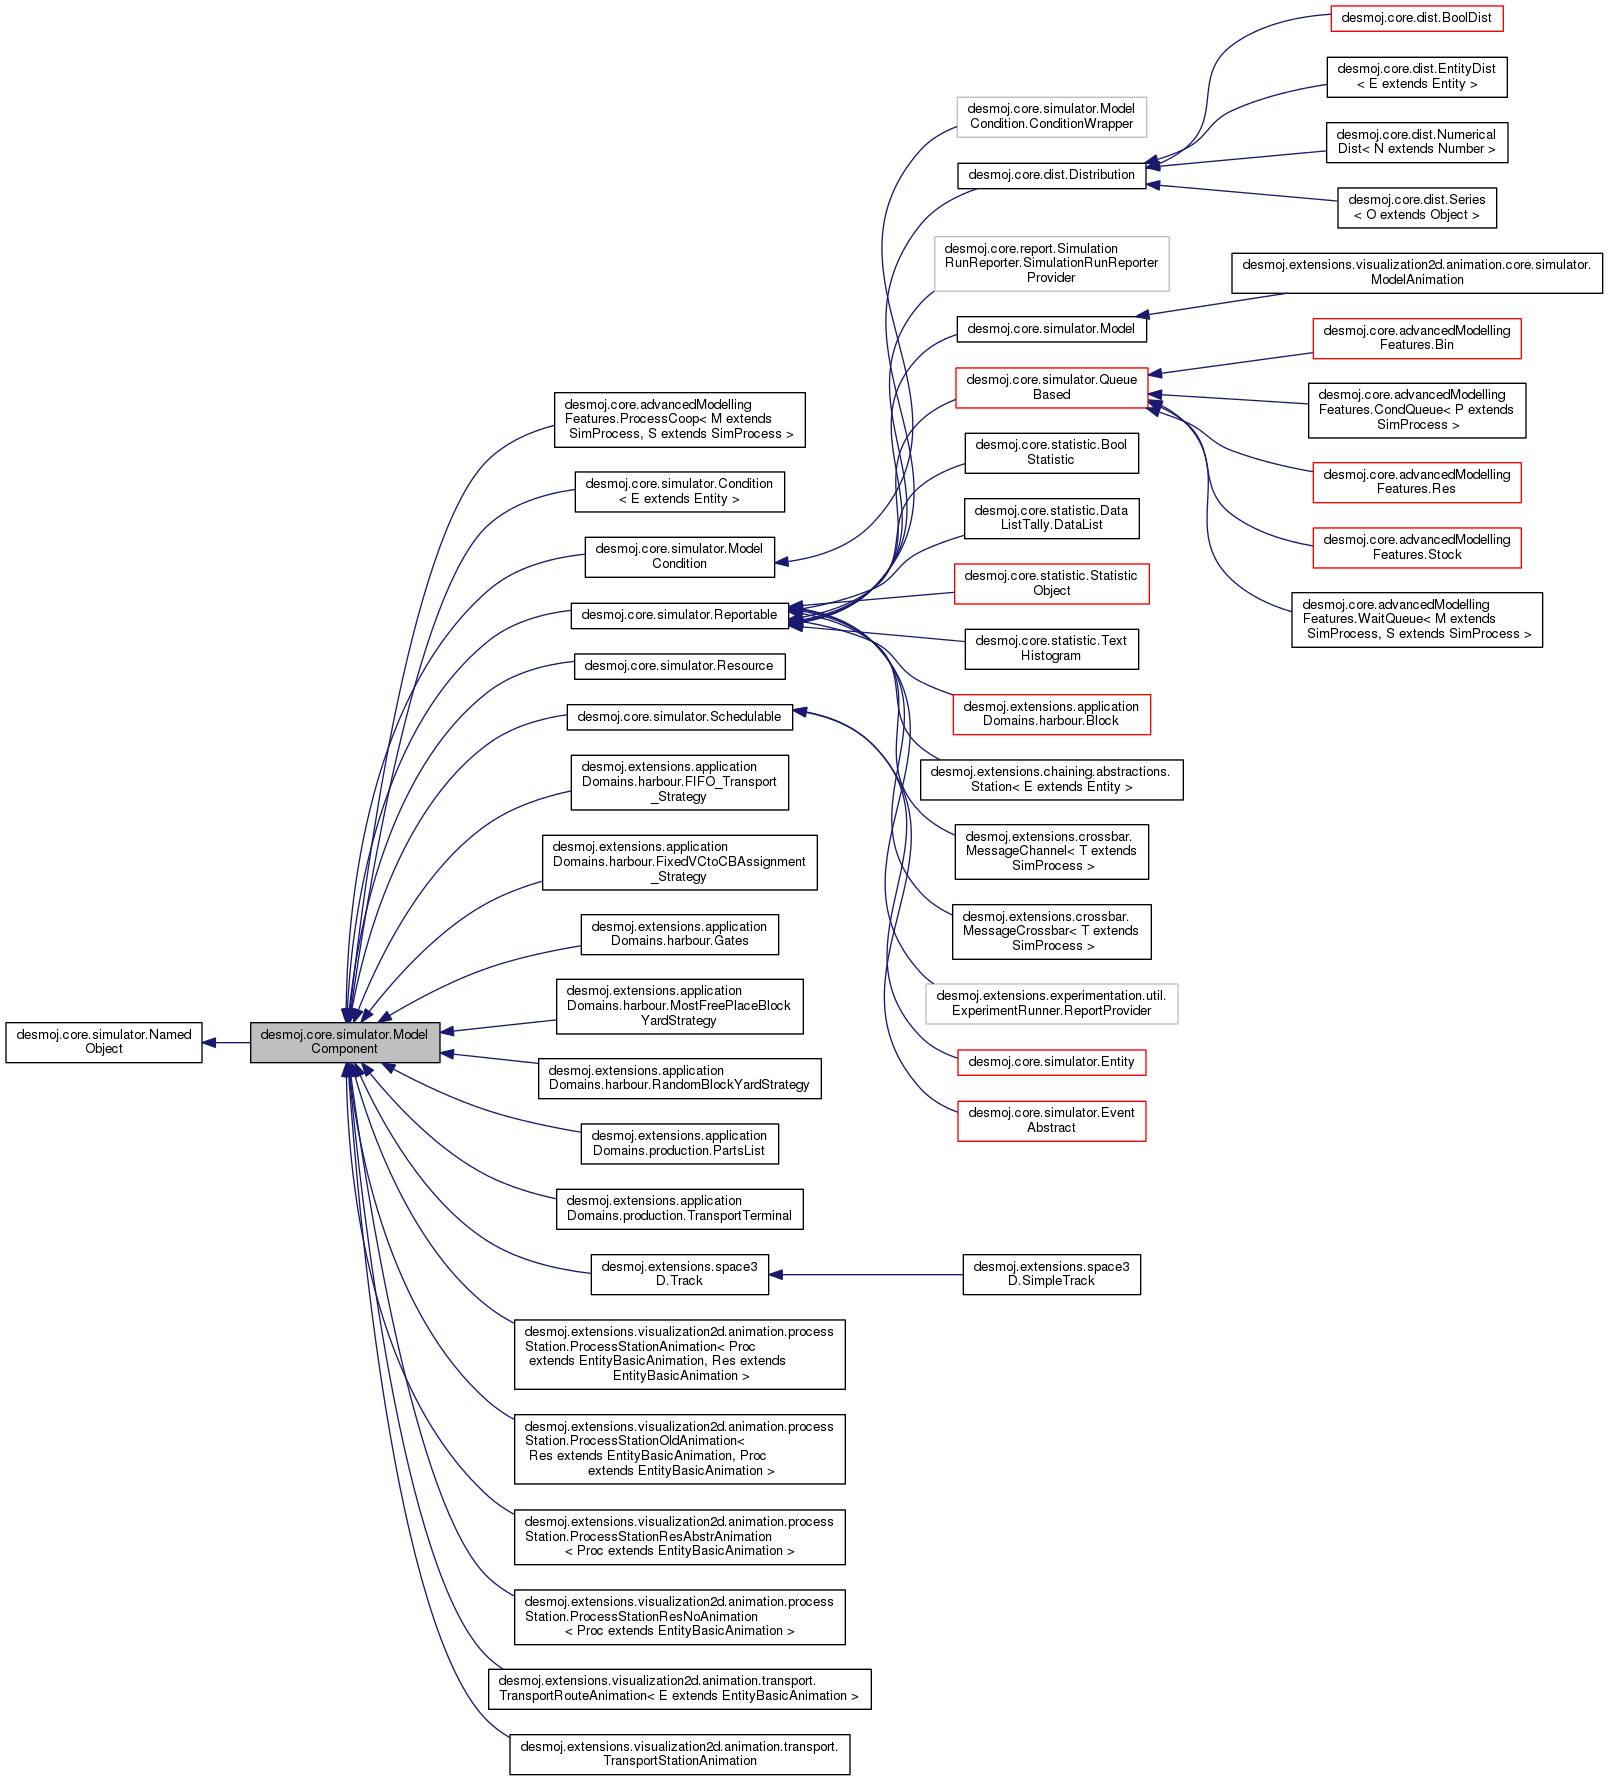 desmoj.core.simulator.Named
Object
desmoj.core.simulator.Model
Component
desmoj.core.advancedModelling
Features.ProcessCoop< M extends
SimProcess, S extends SimProcess >
desmoj.core.simulator.Condition
< E extends Entity >
desmoj.core.simulator.Model
Condition
desmoj.core.simulator.Reportable
desmoj.core.simulator.Resource
desmoj.core.simulator.Schedulable
desmoj.extensions.application
Domains.harbour.FIFO_Transport
_Strategy
desmoj.extensions.application
Domains.harbour.FixedVCtoCBAssignment
_Strategy
desmoj.extensions.application
Domains.harbour.Gates
desmoj.extensions.application
Domains.harbour.MostFreePlaceBlock
YardStrategy
desmoj.extensions.application
Domains.harbour.RandomBlockYardStrategy
desmoj.extensions.application
Domains.production.PartsList
desmoj.extensions.application
Domains.production.TransportTerminal
desmoj.extensions.space3
D.Track
desmoj.extensions.visualization2d.animation.process
Station.ProcessStationAnimation< Proc
extends EntityBasicAnimation, Res extends
EntityBasicAnimation >
desmoj.extensions.visualization2d.animation.process
Station.ProcessStationOldAnimation<
Res extends EntityBasicAnimation, Proc
extends EntityBasicAnimation >
desmoj.extensions.visualization2d.animation.process
Station.ProcessStationResAbstrAnimation
< Proc extends EntityBasicAnimation >
desmoj.extensions.visualization2d.animation.process
Station.ProcessStationResNoAnimation
< Proc extends EntityBasicAnimation >
desmoj.extensions.visualization2d.animation.transport.
TransportRouteAnimation< E extends EntityBasicAnimation >
desmoj.extensions.visualization2d.animation.transport.
TransportStationAnimation
desmoj.core.simulator.Model
Condition.ConditionWrapper
desmoj.core.dist.Distribution
desmoj.core.report.Simulation
RunReporter.SimulationRunReporter
Provider
desmoj.core.simulator.Model
desmoj.core.simulator.Queue
Based
desmoj.core.statistic.Bool
Statistic
desmoj.core.statistic.Data
ListTally.DataList
desmoj.core.statistic.Statistic
Object
desmoj.core.statistic.Text
Histogram
desmoj.extensions.application
Domains.harbour.Block
desmoj.extensions.chaining.abstractions.
Station< E extends Entity >
desmoj.extensions.crossbar.
MessageChannel< T extends
SimProcess >
desmoj.extensions.crossbar.
MessageCrossbar< T extends
SimProcess >
desmoj.extensions.experimentation.util.
ExperimentRunner.ReportProvider
desmoj.core.simulator.Entity
desmoj.core.simulator.Event
Abstract
desmoj.extensions.space3
D.SimpleTrack
desmoj.core.dist.BoolDist
desmoj.core.dist.EntityDist
< E extends Entity >
desmoj.core.dist.Numerical
Dist< N extends Number >
desmoj.core.dist.Series
< O extends Object >
desmoj.extensions.visualization2d.animation.core.simulator.
ModelAnimation
desmoj.core.advancedModelling
Features.Bin
desmoj.core.advancedModelling
Features.CondQueue< P extends
SimProcess >
desmoj.core.advancedModelling
Features.Res
desmoj.core.advancedModelling
Features.Stock
desmoj.core.advancedModelling
Features.WaitQueue< M extends
SimProcess, S extends SimProcess >